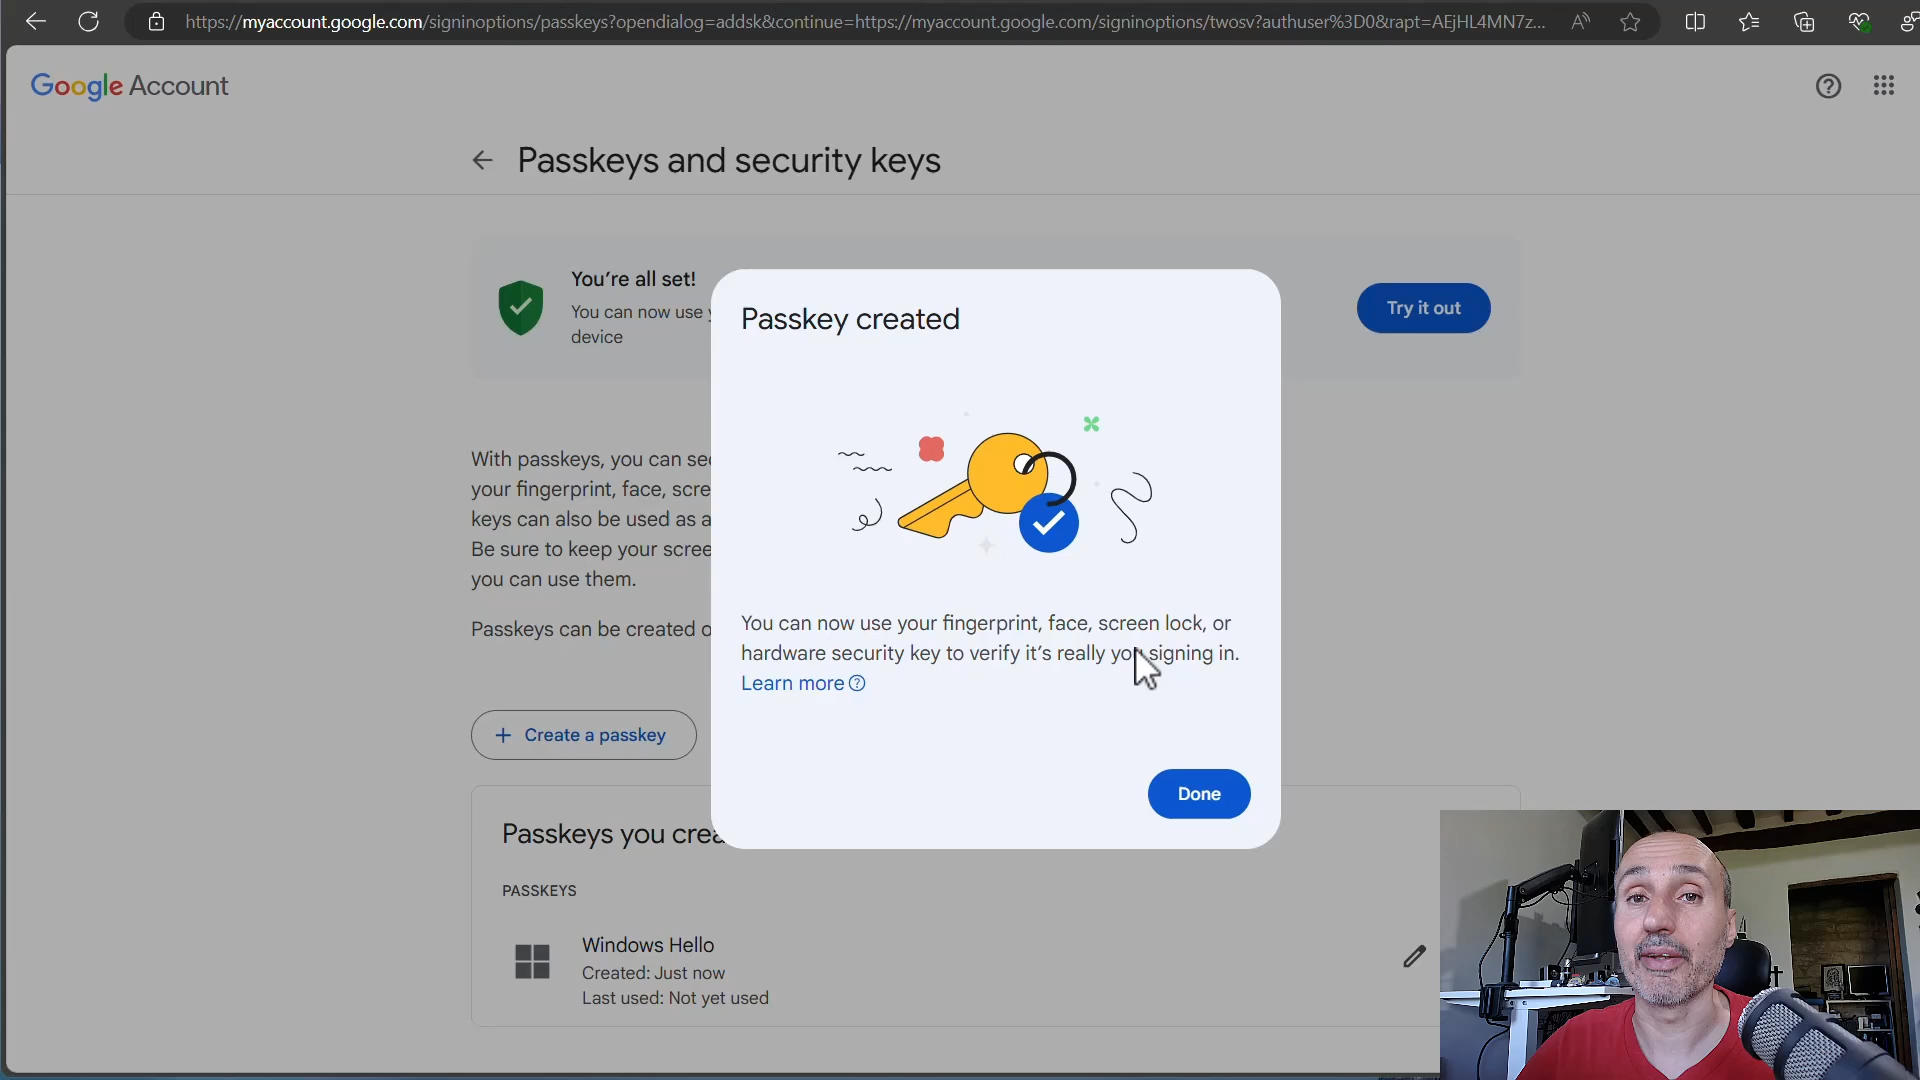 https://myaccount.google.com/signinoptions/passkeys?opendialog=addsk&continue=https://myaccount.google.com/signinoptions/twosv?authuser%3D0&rapt=AEjHL4MN7z...
Google Account
Passkeys and security keys
You're all set!
You can now use
device
Try it out
Passkey created
With passkeys, you can
your fingerprint, face,
keys can also be used as
Be sure to keep your
you can use them.
Passkeys can be created
You can now use your fingerprint, face, screen lock, or
hardware security key to verify it's really you signing in.
Learn more
+ Create a passkey
Done
Passkeys you
PASSKEYS
Windows Hello
Created: Just now
Last used: Not yet used